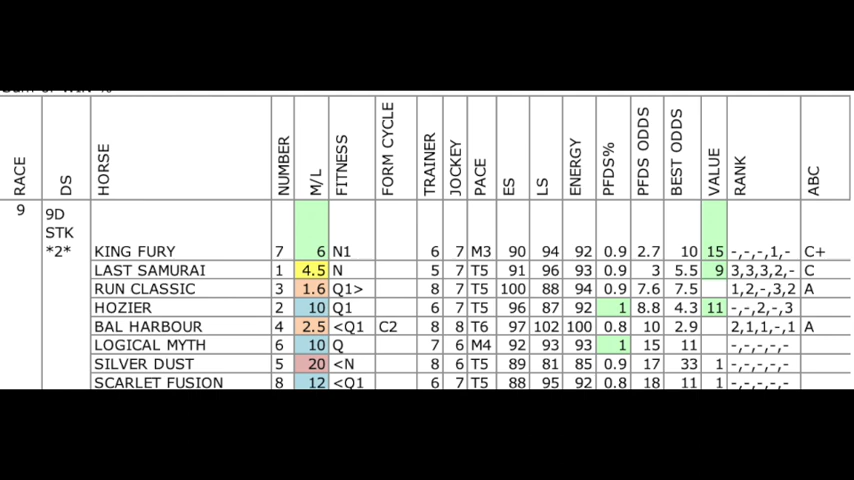 RACE DS HORSE NUMBER M/L FITNESS FORM CYCLE TRAINER JOCKEY PACE ES LS ENERGY PFDS% PFDS ODDS BEST ODDS VALUE RANK ABC
9 9D
STK
*2* KING FURY 7 6 N1 6 7 M3 90 94 92 0.9 2.7 10 15 -,-,-,1,- C+
LAST SAMURAI 1 4.5 N 5 7 T5 91 96 93 0.9 3 5.5 9 3,3,3,2,- C
RUN CLASSIC 3 1.6 Q1> 8 7 T5 100 88 94 0.9 7.6 7.5 1,2,-,3,2 A
HOZIER 2 10 Q1 6 7 T5 96 87 92 1 8.8 4.3 11 -,-,2,-,3
BAL HARBOUR 4 2.5 <Q1 C2 8 8 T6 97 102 100 0.8 10 2.9 2,1,1,-,1 A
LOGICAL MYTH 6 10 Q 7 6 M4 92 93 93 1 15 11 -,-,-,-,-
SILVER DUST 5 20 <N 8 6 T5 89 81 85 0.9 17 33 1 -,-,-,-,-
SCARLET FUSION 8 12 <Q1 6 7 T5 88 95 92 0.8 18 11 1 -,-,-,-,-